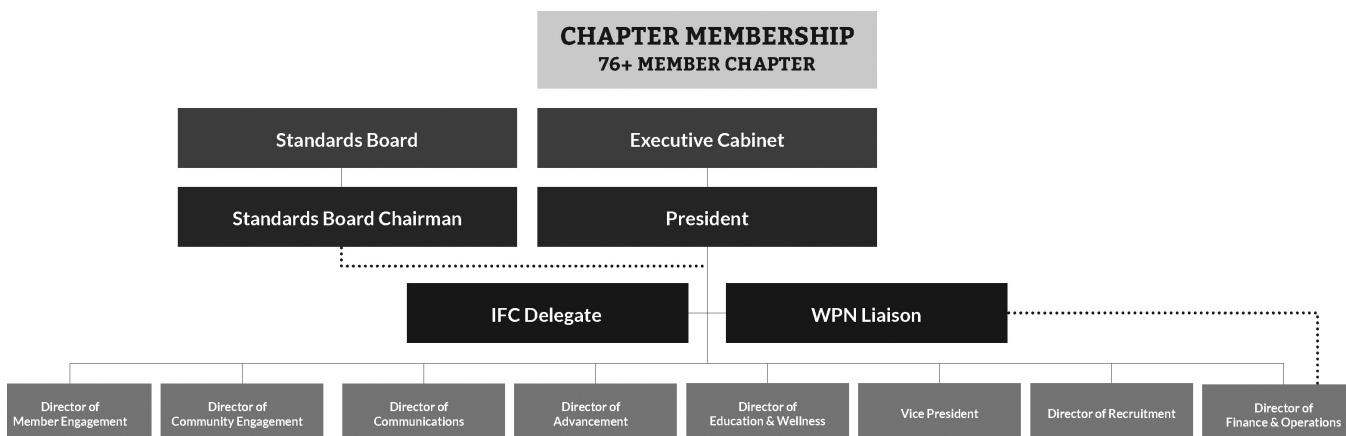 CHAPTER MEMBERSHIP
76+ MEMBER CHAPTER
Standards Board
Executive Cabinet
Standards Board Chairman
President
IFC Delegate
WPN Liaison
Director of
Member Engagement
Director of
Community Engagement
Director of
Communications
Director of
Advancement
Director of
Education & Wellness
Vice President
Director of Recruitment
Director of
Finance & Operations